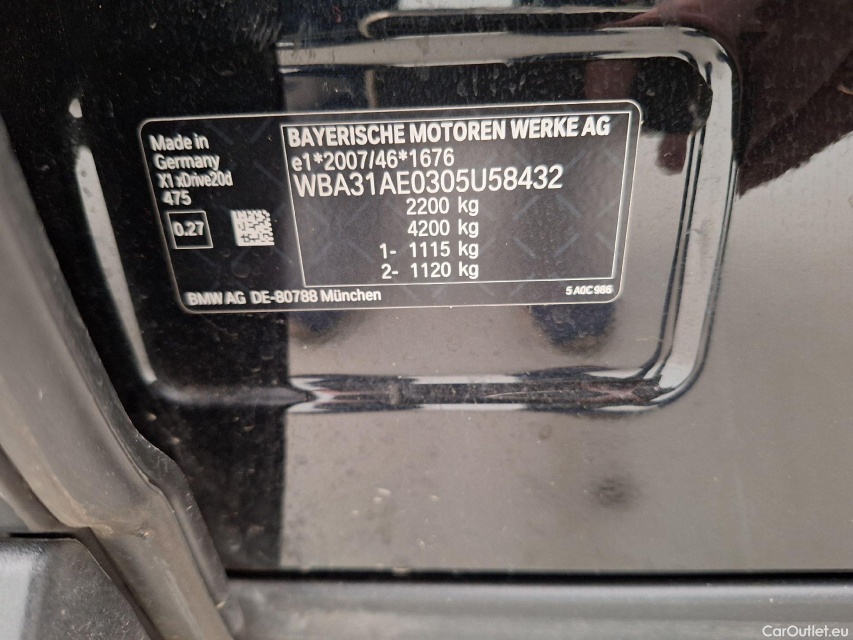 Made in
Germany
X1 xDrive20d
475
0.27
BAYERISCHE MOTOREN WERKE AG
e1*2007/46*1676
WBA31AE0305U58432
2200 kg
4200 kg
1- 1115 kg
2- 1120 kg
BMW AG DE-80788 München
5 A0C 986
CarOutlet.eu